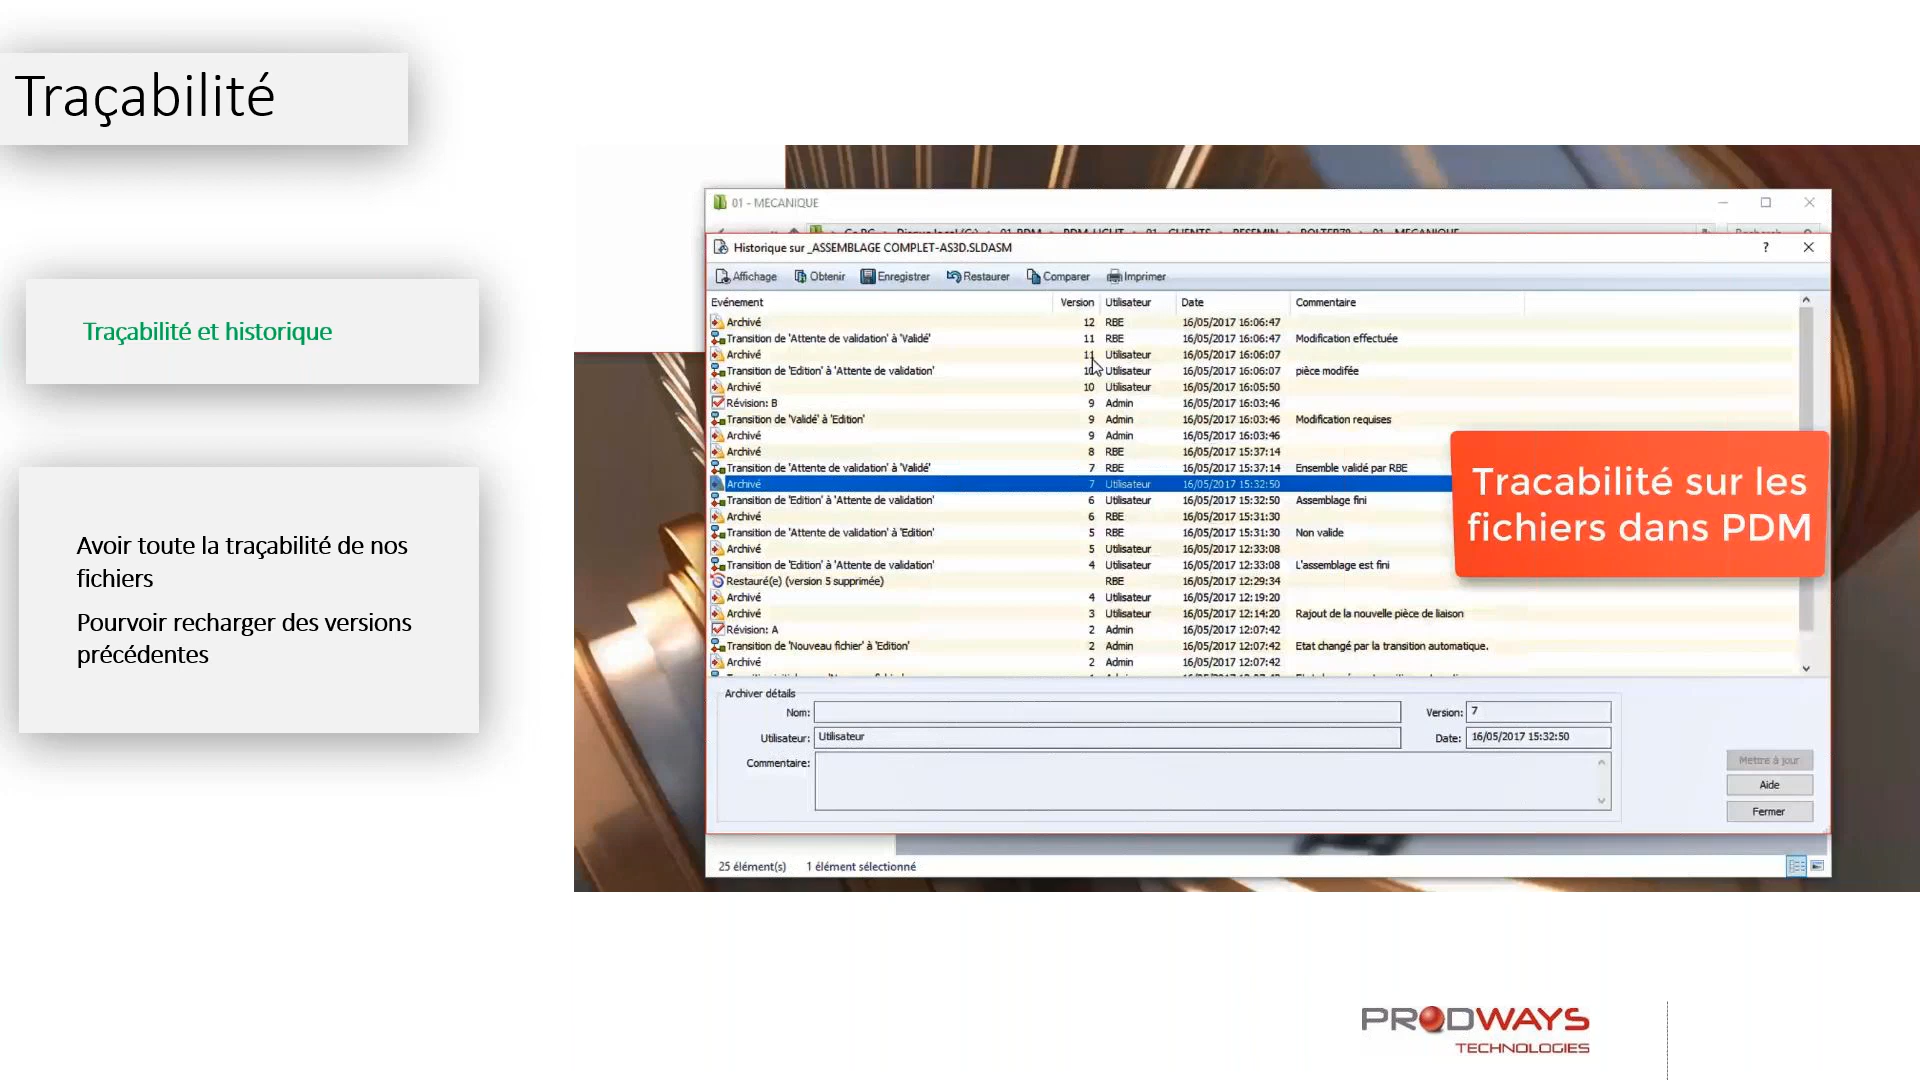 Traçabilité
Traçabilité et historique
Avoir toute la traçabilité de nos
fichiers
Pourvoir recharger des versions
précédentes
01 - MECANIQUE
Historique sur _ASSEMBLAGE COMPLET-AS3D.SLDASM
?
Affichage Obtenir Enregistrer Restaurer Comparer Imprimer
Evénement Version Utilisateur Date Commentaire
Archivé 12 RBE 16/05/2017 16:06:47
Transition de 'Attente de validation' à 'Validé' 11 RBE 16/05/2017 16:06:47 Modification effectuée
Archivé 11 Utilisateur 16/05/2017 16:06:07
Transition de 'Edition' à 'Attente de validation' 10 Utilisateur 16/05/2017 16:06:07 pièce modifée
Archivé 10 Utilisateur 16/05/2017 16:05:50
Révision: B 9 Admin 16/05/2017 16:03:46
Transition de 'Validé' à 'Edition' 9 Admin 16/05/2017 16:03:46 Modification requises
Archivé 9 Admin 16/05/2017 16:03:46
Archivé 8 RBE 16/05/2017 15:37:14
Transition de 'Attente de validation' à 'Validé' 7 RBE 16/05/2017 15:37:14 Ensemble validé par RBE
Archivé 7 Utilisateur 16/05/2017 15:32:50
Transition de 'Edition' à 'Attente de validation' 6 Utilisateur 16/05/2017 15:32:50 Assemblage fini
Archivé 6 RBE 16/05/2017 15:31:30
Transition de 'Attente de validation' à 'Edition' 5 RBE 16/05/2017 15:31:30 Non valide
Archivé 5 Utilisateur 16/05/2017 12:33:08
Transition de 'Edition' à 'Attente de validation' 4 Utilisateur 16/05/2017 12:33:08 L'assemblage est fini
Restauré(e) (version 5 supprimée) RBE 16/05/2017 12:29:34
Archivé 4 Utilisateur 16/05/2017 12:19:20
Archivé 3 Utilisateur 16/05/2017 12:14:20 Rajout de la nouvelle pièce de liaison
Révision: A 2 Admin 16/05/2017 12:07:42
Transition de 'Nouveau fichier' à 'Edition' 2 Admin 16/05/2017 12:07:42 Etat changé par la transition automatique.
Archivé 2 Admin 16/05/2017 12:07:42
Tracabilité sur les
fichiers dans PDM
Archiver détails
Nom: Version: 7
Utilisateur: Utilisateur Date: 16/05/2017 15:32:50
Commentaire:
Mettre à jour
Aide
Fermer
25 élément(s) 1 élément sélectionné
PRODWAYS
TECHNOLOGIES